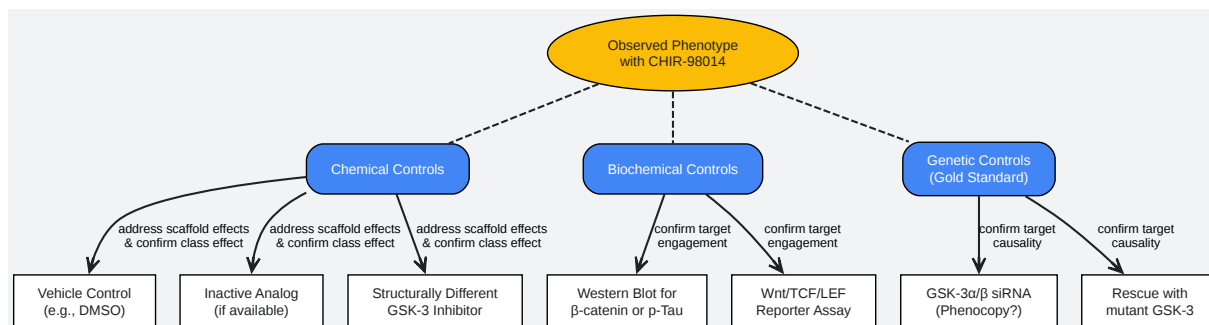 Observed Phenotype
with CHIR-98014
Chemical Controls
Biochemical Controls
Genetic Controls
(Gold Standard)
address scaffold effects
& confirm class effect
address scaffold effects
& confirm class effect
address scaffold effects
& confirm class effect
confirm target
engagement
confirm target
engagement
confirm target
causality
confirm target
causality
Vehicle Control
(e.g., DMSO)
Inactive Analog
(if available)
Structurally Different
GSK-3 Inhibitor
Western Blot for
β-catenin or p-Tau
Wnt/TCF/LEF
Reporter Assay
GSK-3α/β siRNA
(Phenocopy?)
Rescue with
mutant GSK-3